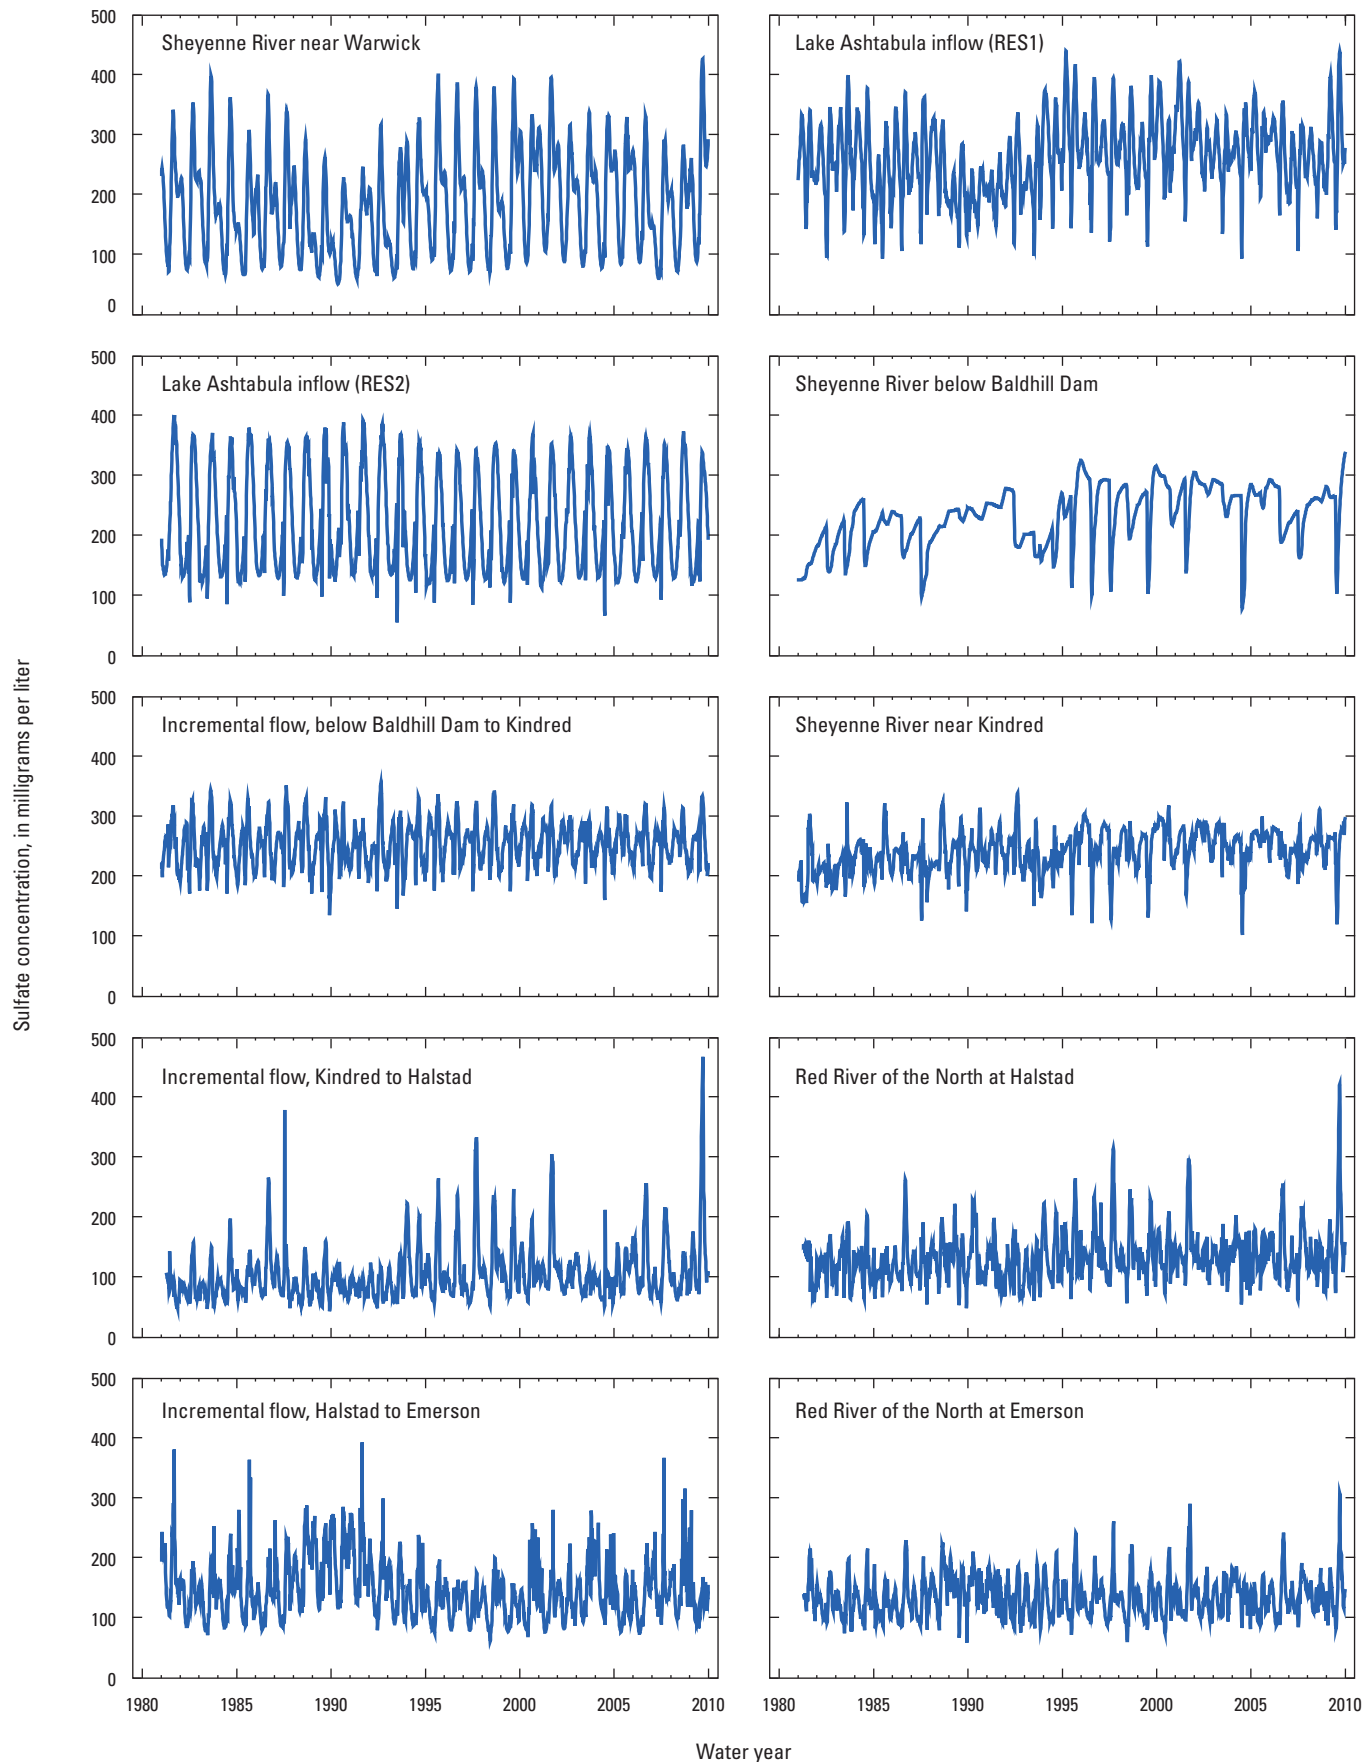 500
400
300
200
100
0
Sheyenne River near Warwick
Lake Ashtabula inflow (RES1)
500
400
300
200
100
0
Lake Ashtabula inflow (RES2)
Sheyenne River below Baldhill Dam
Sulfate concentration, in milligrams per liter
500
400
300
200
100
0
Incremental flow, below Baldhill Dam to Kindred
Sheyenne River near Kindred
500
400
300
200
100
0
Incremental flow, Kindred to Halstad
Red River of the North at Halstad
500
400
300
200
100
0
Incremental flow, Halstad to Emerson
Red River of the North at Emerson
1980 1985 1990 1995 2000 2005 2010
1980 1985 1990 1995 2000 2005 2010
Water year